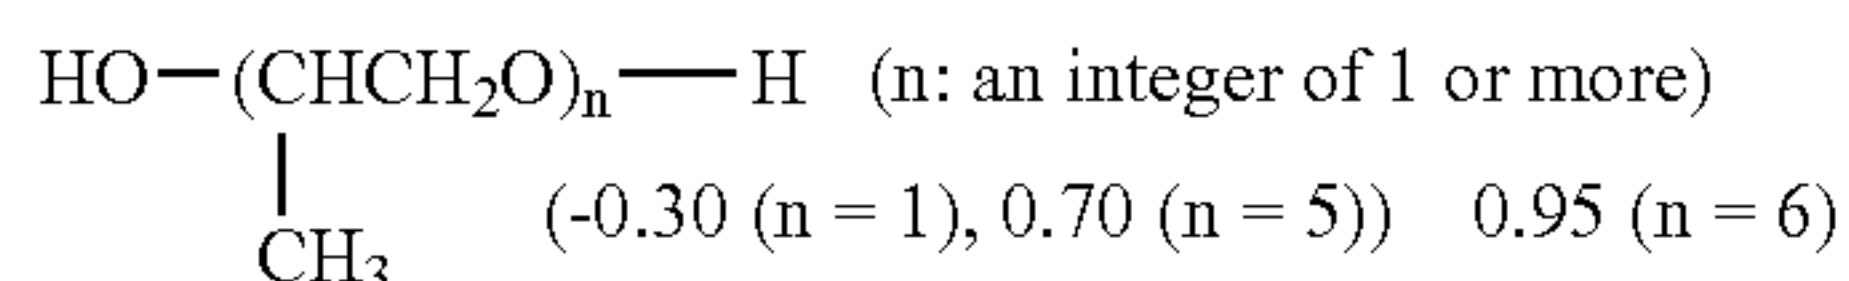 HO—(CHCH₂O)ₙ—H (n: an integer of 1 or more)
(-0.30 (n = 1), 0.70 (n = 5)) 0.95 (n = 6)
CH₃